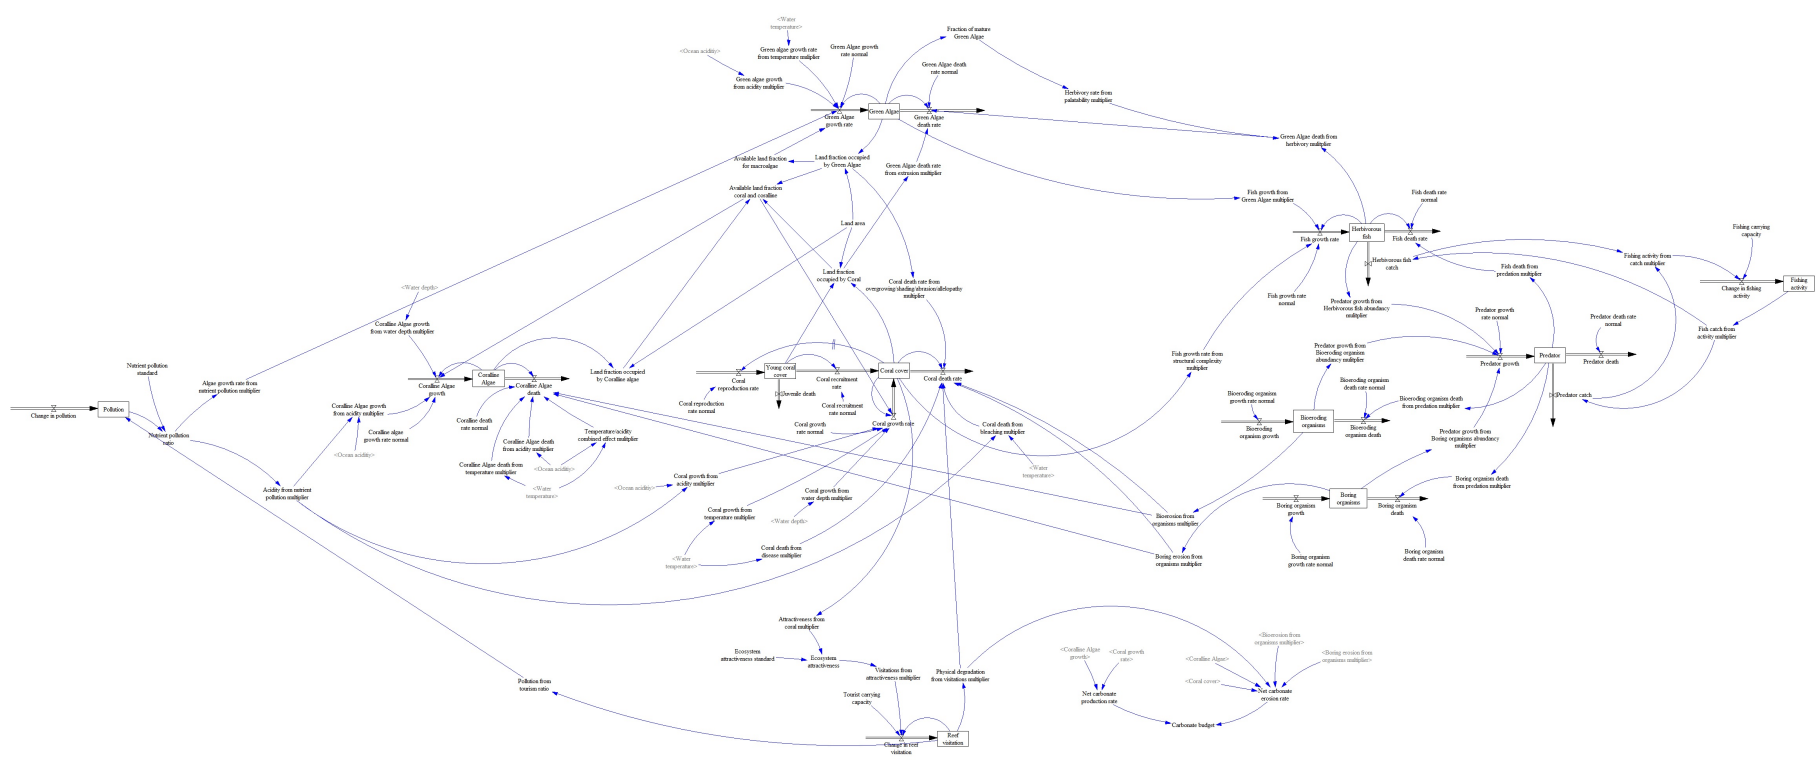 <Water
temperature>
Fraction of mature
Green Algae
<Ocean acidity>
Green algae growth rate
from temperature mulipier
Green Algae growth
rate normal
Green algae growth
from acidity multiplier
Green Algae death
rate normal
Herbivory rate from
palatability multiplier
Green Algae
growth rate
Green Algae
Green Algae
death rate
Green Algae death from
herbivory mulitplier
Available land fraction
for macroalgae
Land fraction occupied
by Green Algae
Green Algae death rate
from extrusion multiplier
Available land fraction
coral and coralline
Fish growth from
Green Algae multiplier
Fish death rate
normal
Land area
Fish growth rate
Herbivorous
fish
Fish death rate
Fishing carrying
capacity
Herbivorous fish
catch
Fishing activity from
catch multiplier
Fish death from
predation multiplier
Land fraction
occupied by Coral
Coral death rate from
overgrowing/shading/abrasion/allelopathy
multiplier
Change in fishing
activity
Fishing
activity
<Water depth>
Fish growth rate
normal
Predator growth from
Herbivorous fish abundancy
multiplier
Predator growth
rate normal
Predator death rate
normal
Fish catch from
activity multiplier
Coralline Algae growth
from water depth multiplier
Fish growth rate from
structural complexity
multiplier
Predator growth from
Bioeroding organism
abundancy multiplier
Predator growth
Predator
Predator death
Nutrient pollution
standard
Algae growth rate from
nutrient pollution multiplier
Coralline Algae
growth
Coralline
Algae
Coralline Algae
death
Land fraction occupied
by Coralline algae
Coral
reproduction rate
Young coral
cover
Coral recruitment
rate
Coral cover
Coral death rate
Juvenile death
Coral reproduction
rate normal
Coral recruitment
rate normal
Bioeroding organism
growth rate normal
Bioeroding organism
death rate normal
Bioeroding organism
death from predation multiplier
Predator catch
Change in pollution
Pollution
Nutrient pollution
ratio
Coralline Algae growth
from acidity multiplier
Coralline algae
growth rate normal
Coralline death
rate normal
Temperature/acidity
combined effect multiplier
Coral growth
rate normal
Coral growth rate
Coral death from
bleaching multiplier
Bioeroding
organism growth
Bioeroding
organisms
Bioeroding
organism death
Predator growth from
Boring organisms abundancy
multiplier
<Ocean acidity>
Coralline Algae death
from acidity multiplier
Coralline Algae death from
temperature multiplier
<Ocean acidity>
<Water
temperature>
Acidity from nutrient
pollution multiplier
<Ocean acidity>
Coral growth from
acidity multiplier
<Water
temperature>
Coral growth from
water depth multiplier
Boring organism death
from predation multiplier
Boring organism
growth
Boring
organisms
Boring organism
death
Coral growth from
temperature multiplier
<Water depth>
Bioerosion from
organisms multiplier
Coral death from
disease multiplier
<Water
temperature>
Boring erosion from
organisms multiplier
Boring organism
growth rate normal
Boring organism
death rate normal
Attractiveness from
coral multiplier
Ecosystem
attractiveness standard
Ecosystem
attractiveness
Visitations from
attractiveness multiplier
Physical degradation
from visitations multiplier
<Coralline Algae
growth>
<Coral growth
rate>
<Bioerosion from
organisms multiplier>
<Coralline Algae>
<Boring erosion from
organisms multiplier>
<Coral cover>
Pollution from
tourism ratio
Tourist carrying
capacity
Net carbonate
production rate
Net carbonate
erosion rate
Carbonate budget
Change in reef
visitation
Reef
visitation